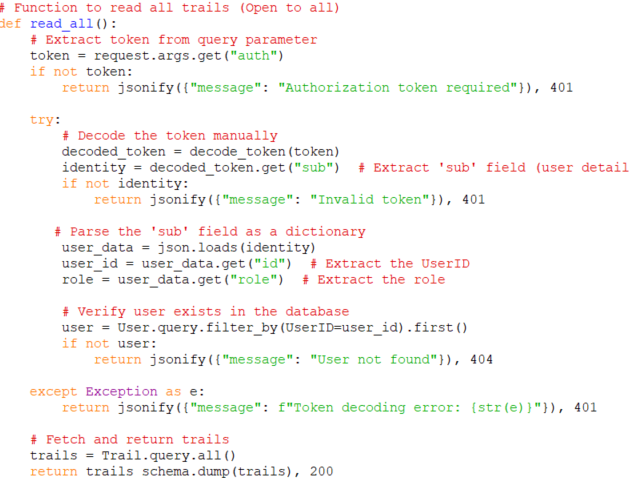 # Function to read all trails (Open to all)
def read_all():
    # Extract token from query parameter
    token = request.args.get("auth")
    if not token:
        return jsonify({"message": "Authorization token required"}), 401

    try:
        # Decode the token manually
        decoded_token = decode_token(token)
        identity = decoded_token.get("sub")  # Extract 'sub' field (user detail
        if not identity:
            return jsonify({"message": "Invalid token"}), 401

       # Parse the 'sub' field as a dictionary
        user_data = json.loads(identity)
        user_id = user_data.get("id")  # Extract the UserID
        role = user_data.get("role")  # Extract the role

        # Verify user exists in the database
        user = User.query.filter_by(UserID=user_id).first()
        if not user:
            return jsonify({"message": "User not found"}), 404

    except Exception as e:
        return jsonify({"message": f"Token decoding error: {str(e)}"}), 401

    # Fetch and return trails
    trails = Trail.query.all()
    return trails schema.dump(trails), 200